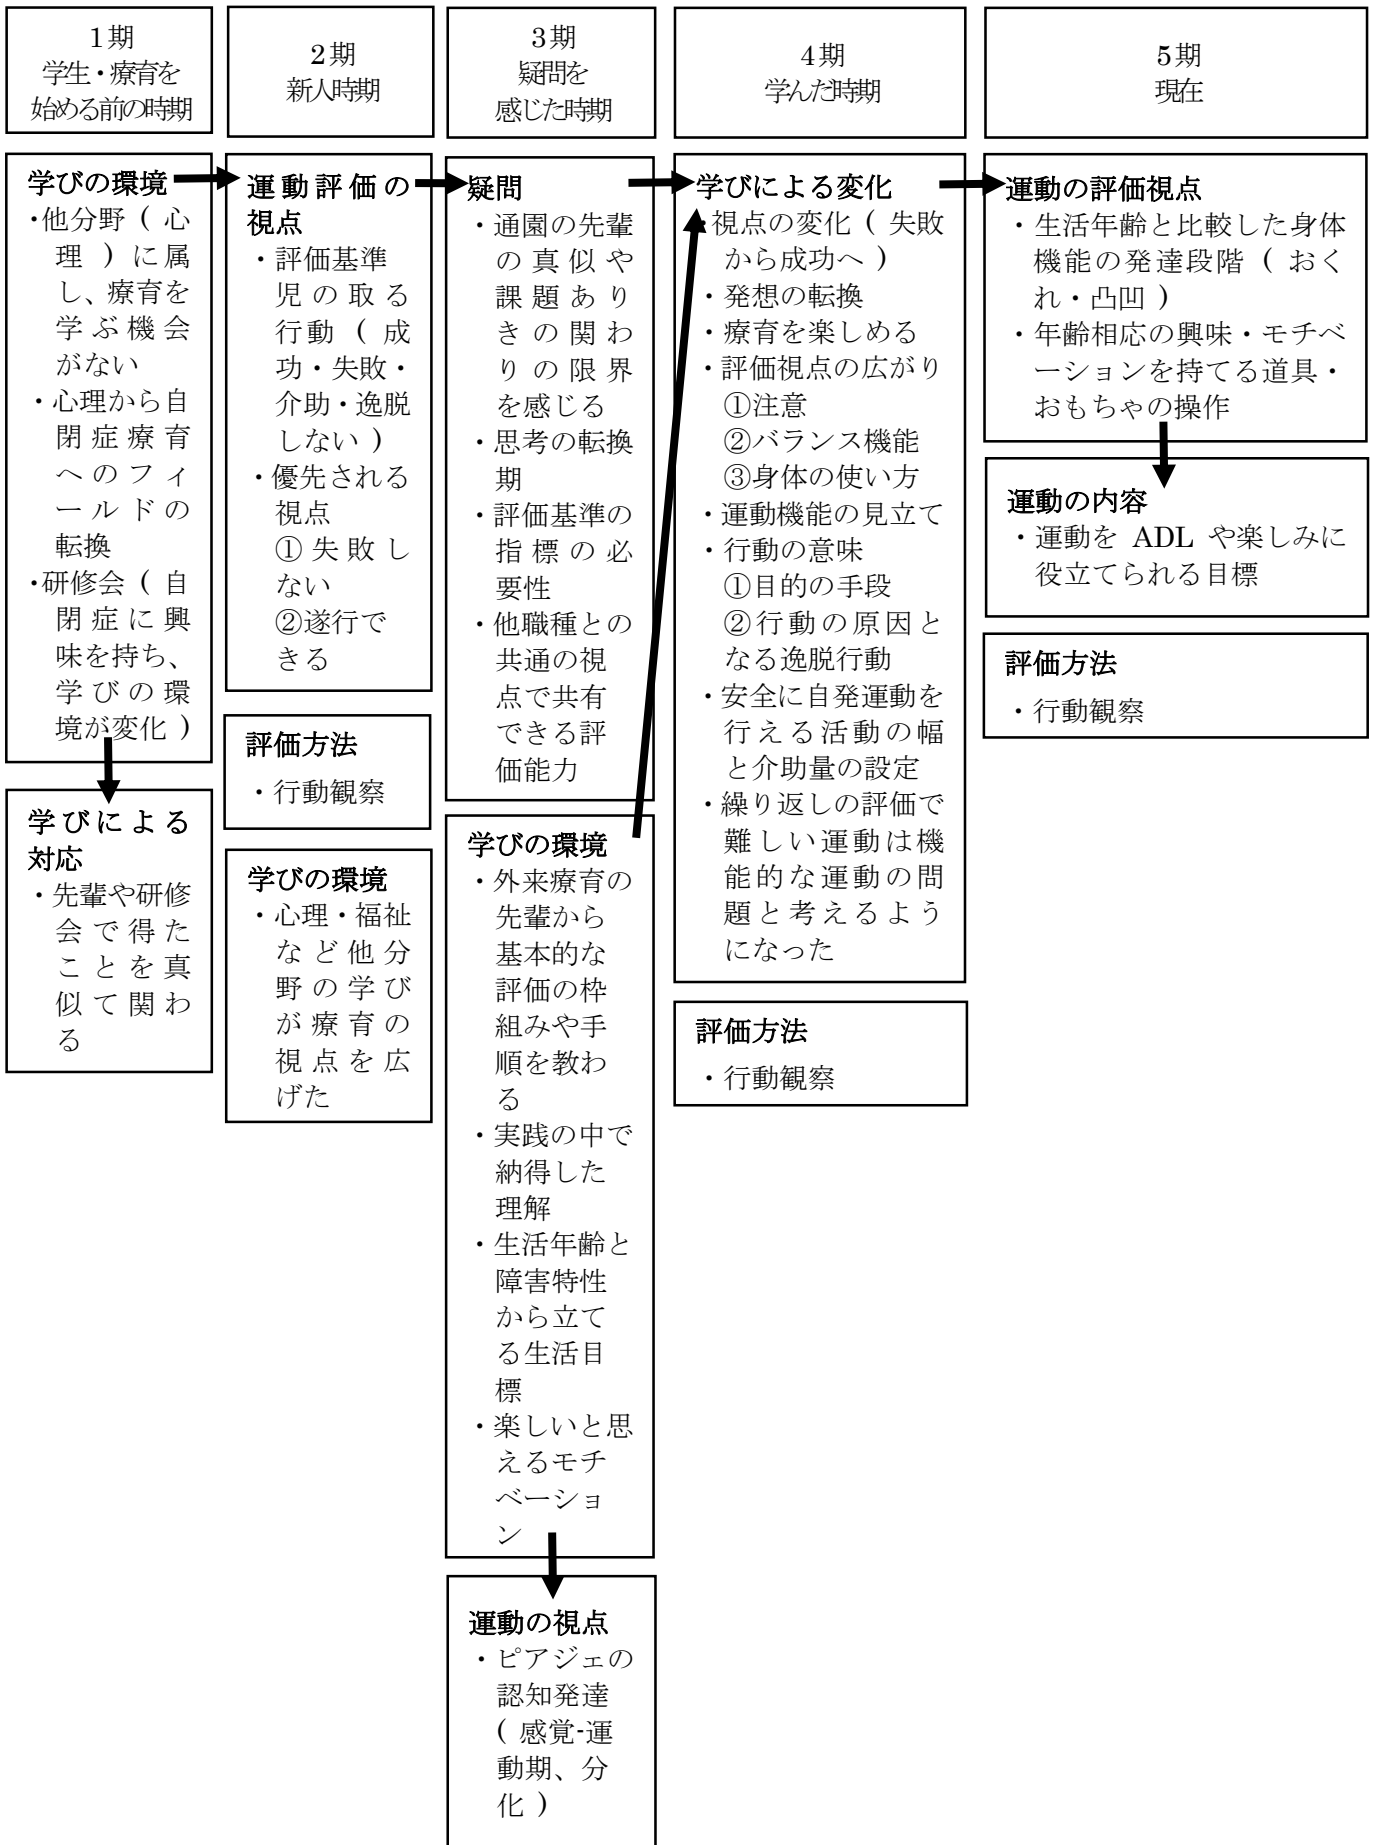 1期
学生・療育を
始める前の時期
2期
新人時期
3期
疑問を
感じた時期
4期
学んだ時期
5期
現在
学びの環境
・他分野(心
理)に属
し、療育を
学ぶ機会
がない
・心理から自
閉症療育
へのフィ
ールドの
転換
・研修会(自
閉症に興
味を持ち、
学びの環
境が変化)
学びによる
対応
・先輩や研修
会で得た
ことを真
似て関わ
る
運動評価の
視点
・評価基準
児の取る
行動(成
功・失敗・
介助・逸脱
しない)
・優先される
視点
①失敗し
ない
②遂行で
きる
評価方法
・行動観察
学びの環境
・心理・福祉
など他分
野の学び
が療育の
視点を広
げた
疑問
・通園の先輩
の真似や
課題あり
きの関わ
りの限界
を感じる
・思考の転換
期
・評価基準の
指標の必
要性
・他職種との
共通の視
点で共有
できる評
価能力
学びの環境
・外来療育の
先輩から
基本的な
評価の枠
組みや手
順を教わ
る
・実践の中で
納得した
理解
・生活年齢と
障害特性
から立て
る生活目
標
・楽しいと思
えるモチ
ベーショ
ン
運動の視点
・ピアジェの
認知発達
(感覚-運
動期、分
化)
学びによる変化
・視点の変化(失敗
から成功へ)
・発想の転換
・療育を楽しめる
・評価視点の広がり
①注意
②バランス機能
③身体の使い方
・運動機能の見立て
・行動の意味
①目的の手段
②行動の原因と
なる逸脱行動
・安全に自発運動を
行える活動の幅
と介助量の設定
・繰り返しの評価で
難しい運動は機
能的な運動の問
題と考えるよう
になった
評価方法
・行動観察
運動の評価視点
・生活年齢と比較した身体
機能の発達段階(おく
れ・凸凹)
・年齢相応の興味・モチベ
ーションを持てる道具・
おもちゃの操作
運動の内容
・運動を ADL や楽しみに
役立てられる目標
評価方法
・行動観察